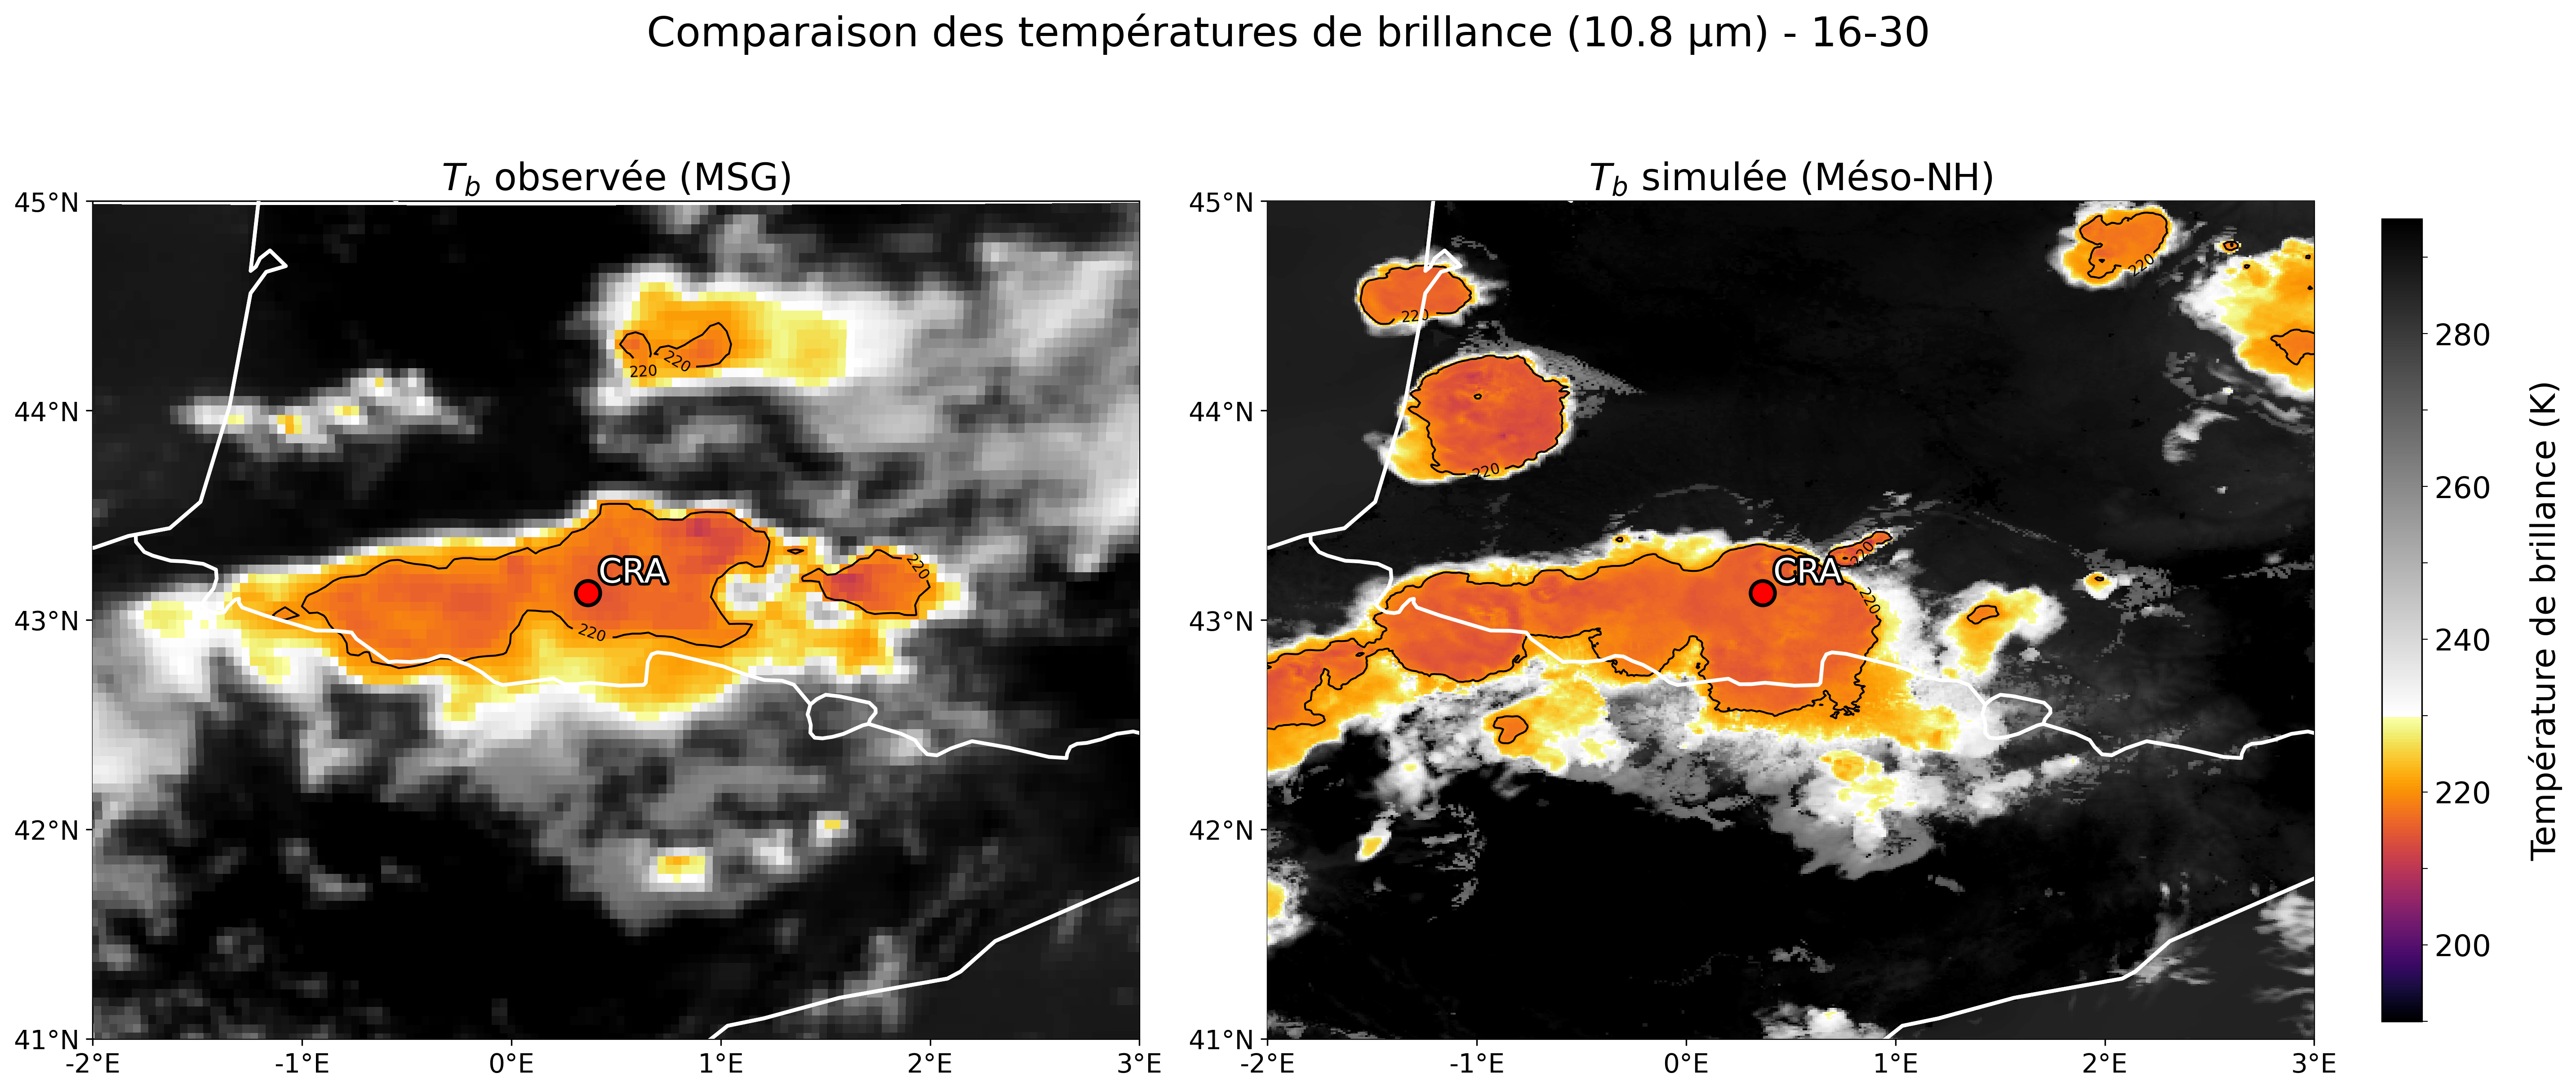 Comparaison des températures de brillance (10.8 µm) - 16-30
T_b observée (MSG)
T_b simulée (Méso-NH)
45°N
44°N
43°N
42°N
41°N
-2°E
-1°E
0°E
1°E
2°E
3°E
220
220
CRA
220
220
45°N
44°N
43°N
42°N
41°N
-2°E
-1°E
0°E
1°E
2°E
3°E
220
220
220
220
CRA
220
280
260
240
220
200
Température de brillance (K)